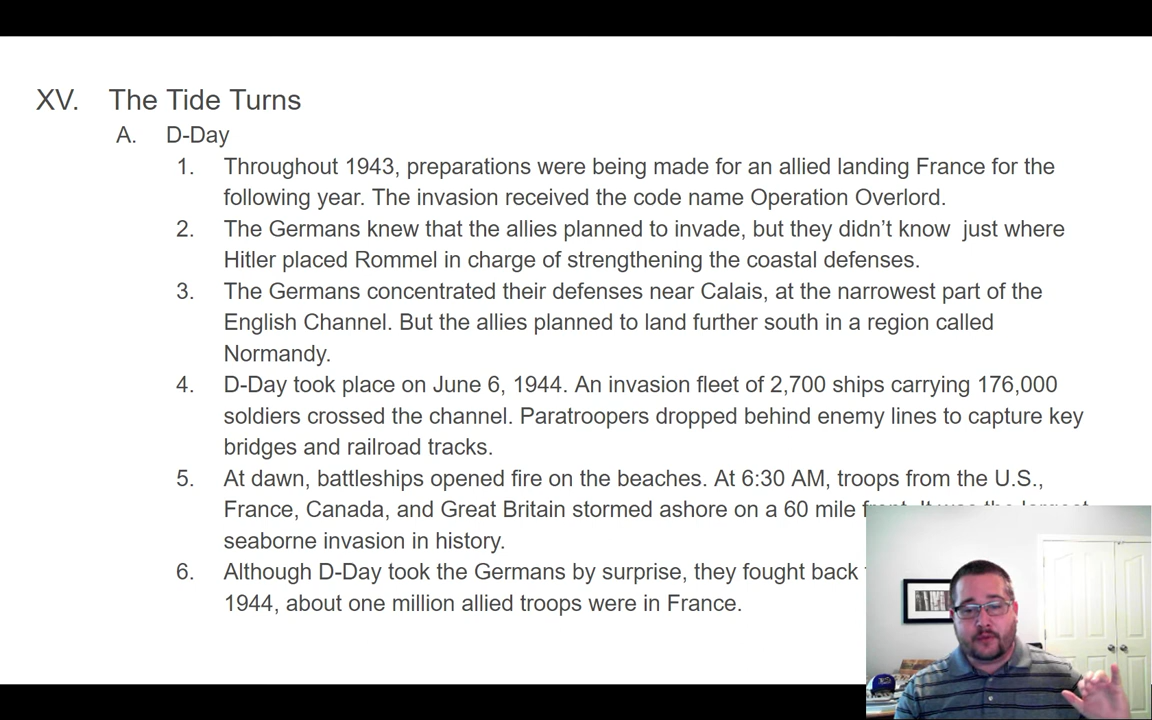 XV. The Tide Turns
A. D-Day
1. Throughout 1943, preparations were being made for an allied landing France for the
following year. The invasion received the code name Operation Overlord.
2. The Germans knew that the allies planned to invade, but they didn’t know just where
Hitler placed Rommel in charge of strengthening the coastal defenses.
3. The Germans concentrated their defenses near Calais, at the narrowest part of the
English Channel. But the allies planned to land further south in a region called
Normandy.
4. D-Day took place on June 6, 1944. An invasion fleet of 2,700 ships carrying 176,000
soldiers crossed the channel. Paratroopers dropped behind enemy lines to capture key
bridges and railroad tracks.
5. At dawn, battleships opened fire on the beaches. At 6:30 AM, troops from the U.S.,
France, Canada, and Great Britain stormed ashore on a 60 mile front. It was the largest
seaborne invasion in history.
6. Although D-Day took the Germans by surprise, they fought back
1944, about one million allied troops were in France.